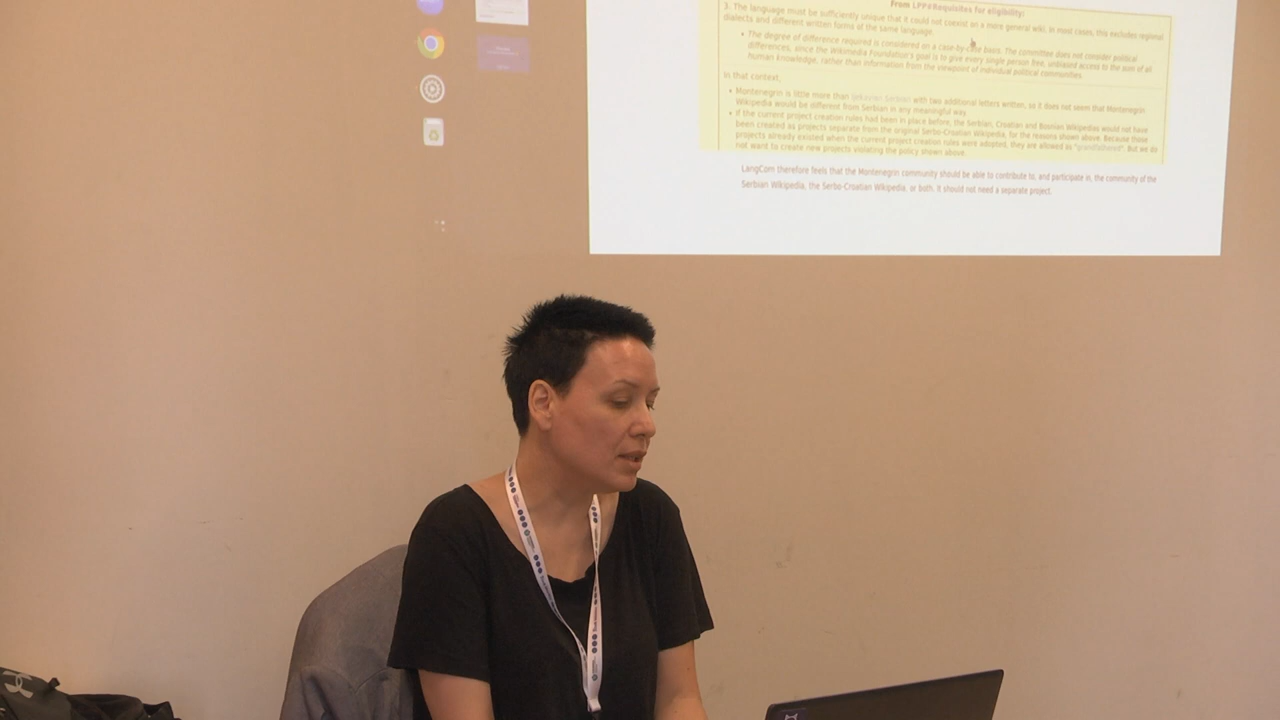 From LPP#Requisites for eligibility:
3. The language must be sufficiently unique that it could not coexist on a more general wiki. In most cases, this excludes regional
dialects and different written forms of the same language.
• The degree of difference required is considered on a case-by-case basis. The committee does not consider political
differences, since the Wikimedia Foundation's goal is to give every single person free, unbiased access to the sum of all
human knowledge, rather than information from the viewpoint of individual political communities.
In that context,
• Montenegrin is little more than Ijekavian Serbian with two additional letters written, so it does not seem that Montenegrin
Wikipedia would be different from Serbian in any meaningful way.
• If the current project creation rules had been in place before, the Serbian, Croatian and Bosnian Wikipedias would not have
been created as projects separate from the original Serbo-Croatian Wikipedia, for the reasons shown above. Because those
projects already existed when the current project creation rules were adopted, they are allowed as "grandfathered". But we do
not want to create new projects violating the policy shown above.
LangCom therefore feels that the Montenegrin community should be able to contribute to, and participate in, the community of the
Serbian Wikipedia, the Serbo-Croatian Wikipedia, or both. It should not need a separate project.